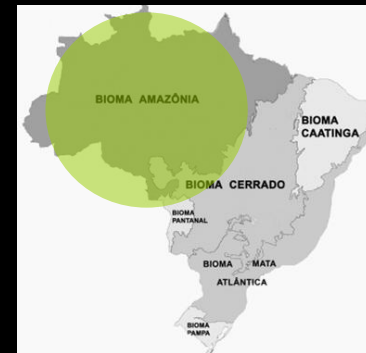 BIOMA AMAZÔNIA
BIOMA
CAATINGA
BIOMA CERRADO
BIOMA
PANTANAL
BIOMA MATA
ATLÂNTICA
BIOMA
PAMPA